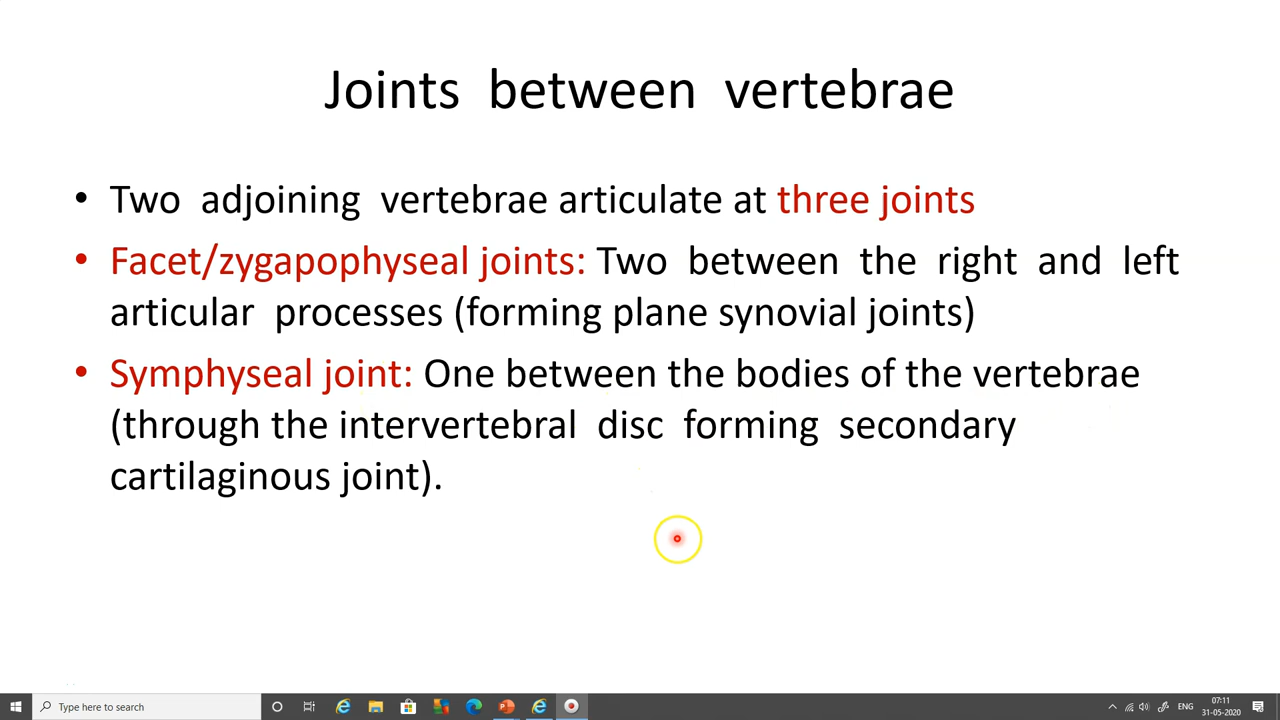 Joints between vertebrae
• Two adjoining vertebrae articulate at three joints
• Facet/zygapophyseal joints: Two between the right and left
articular processes (forming plane synovial joints)
• Symphyseal joint: One between the bodies of the vertebrae
(through the intervertebral disc forming secondary
cartilaginous joint).
Type here to search
ENG
07:11
31-05-2020